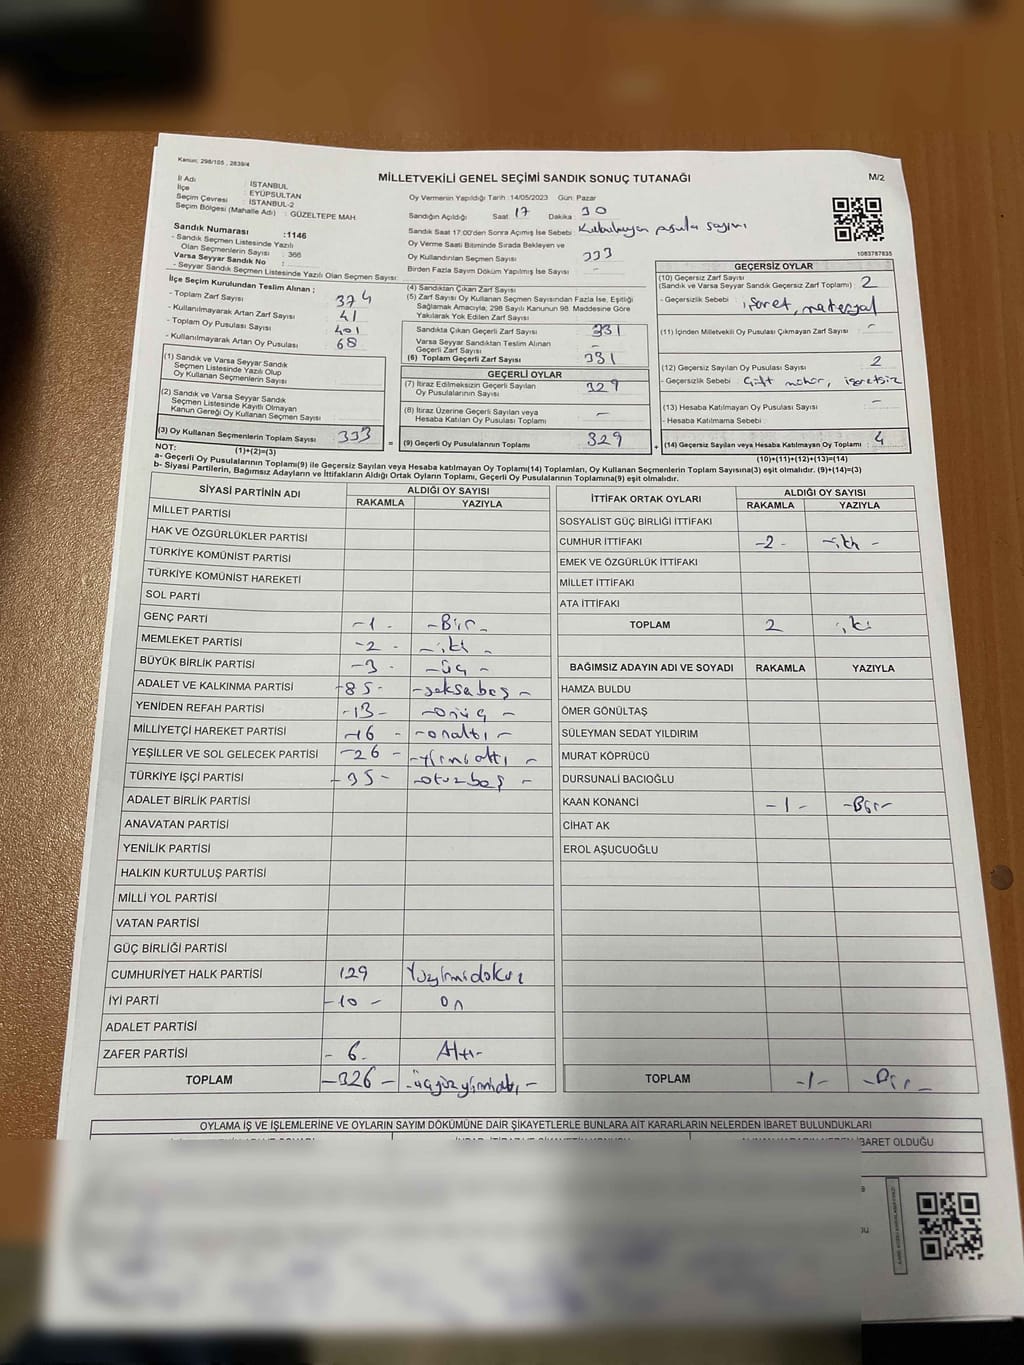 Kanun; 298/105 , 2839/4
MİLLETVEKİLİ GENEL SEÇİMİ SANDIK SONUÇ TUTANAĞI
M/2
İl Adı : İSTANBUL
İlçe : EYÜPSULTAN
Seçim Çevresi : İSTANBUL-2
Seçim Bölgesi (Mahalle Adı) : GÜZELTEPE MAH.
Sandık Numarası :1146
- Sandık Seçmen Listesinde Yazılı
Olan Seçmenlerin Sayısı : 366
Varsa Seyyar Sandık No :
- Seyyar Sandık Seçmen Listesinde Yazılı Olan Seçmen Sayısı:
Oy Vermenin Yapıldığı Tarih :14/05/2023 Gün: Pazar
Sandığın Açıldığı Saat 17 Dakika 30
Sandık Saat 17:00'den Sonra Açımış İse Sebebi : pusula sayımı
Oy Verme Saati Bitiminde Sırada Bekleyen ve
Oy Kullandırılan Seçmen Sayısı 333
Birden Fazla Sayım Döküm Yapılmış İse Sayısı –
1083787835
İlçe Seçim Kurulundan Teslim Alınan ;
- Toplam Zarf Sayısı 374
- Kullanılmayarak Artan Zarf Sayısı 41
- Toplam Oy Pusulası Sayısı 401
- Kullanılmayarak Artan Oy Pusulası 68
(1) Sandık ve Varsa Seyyar Sandık
Seçmen Listesinde Yazılı Olup
Oy Kullanan Seçmenlerin Sayısı
(2) Sandık ve Varsa Seyyar Sandık
Seçmen Listesinde Kayıtlı Olmayan
Kanun Gereği Oy Kullanan Seçmen Sayısı
(3) Oy Kullanan Seçmenlerin Toplam Sayısı 333
(1)+(2)=(3)
(4) Sandıktan Çıkan Zarf Sayısı
(5) Zarf Sayısı Oy Kullanan Seçmen Sayısından Fazla İse, Eşitliği
Sağlamak Amacıyla; 298 Sayılı Kanunun 98. Maddesine Göre
Yakılarak Yok Edilen Zarf Sayısı
Sandıkta Çıkan Geçerli Zarf Sayısı 331
Varsa Seyyar Sandıktan Teslim Alınan
Geçerli Zarf Sayısı
(6) Toplam Geçerli Zarf Sayısı 331
GEÇERLİ OYLAR
(7) İtiraz Edilmeksizin Geçerli Sayılan
Oy Pusulalarının Sayısı 329
(8) İtiraz Üzerine Geçerli Sayılan veya
Hesaba Katılan Oy Pusulası Toplamı –
= (9) Geçerli Oy Pusulalarının Toplamı 329
GEÇERSİZ OYLAR
(10) Geçersiz Zarf Sayısı
(Sandık ve Varsa Seyyar Sandık Geçersiz Zarf Toplamı) 2
- Geçersizlik Sebebi : işaret, materyal
(11) İçinden Milletvekili Oy Pusulası Çıkmayan Zarf Sayısı –
(12) Geçersiz Sayılan Oy Pusulası Sayısı 2
- Geçersizlik Sebebi : Çift mühür, işaretsiz
(13) Hesaba Katılmayan Oy Pusulası Sayısı –
- Hesaba Katılmama Sebebi
+ (14) Geçersiz Sayılan veya Hesaba Katılmayan Oy Toplamı 4
(10)+(11)+(12)+(13)=(14)
NOT:
a- Geçerli Oy Pusulalarının Toplamı(9) ile Geçersiz Sayılan veya Hesaba katılmayan Oy Toplamı(14) Toplamları, Oy Kullanan Seçmenlerin Toplam Sayısına(3) eşit olmalıdır. (9)+(14)=(3)
b- Siyasi Partilerin, Bağımsız Adayların ve İttifakların Aldığı Ortak Oyların Toplamı, Geçerli Oy Pusulalarının Toplamına(9) eşit olmalıdır.
SİYASİ PARTİNİN ADI ALDIĞI OY SAYISI
RAKAMLA YAZIYLA
MİLLET PARTİSİ
HAK VE ÖZGÜRLÜKLER PARTİSİ
TÜRKİYE KOMÜNİST PARTİSİ
TÜRKİYE KOMÜNİST HAREKETİ
SOL PARTİ
GENÇ PARTİ -1- -Bir-
MEMLEKET PARTİSİ -2- -iki-
BÜYÜK BİRLİK PARTİSİ -3- -üç-
ADALET VE KALKINMA PARTİSİ -85- -seksabeş-
YENİDEN REFAH PARTİSİ -13- -onüç-
MİLLİYETÇİ HAREKET PARTİSİ -16- -onaltı-
YEŞİLLER VE SOL GELECEK PARTİSİ -26- -yirmialtı-
TÜRKİYE İŞÇİ PARTİSİ -35- -otuzbeş-
ADALET BİRLİK PARTİSİ
ANAVATAN PARTİSİ
YENİLİK PARTİSİ
HALKIN KURTULUŞ PARTİSİ
MİLLİ YOL PARTİSİ
VATAN PARTİSİ
GÜÇ BİRLİĞİ PARTİSİ
CUMHURİYET HALK PARTİSİ 129 Yüzyirmidokuz
İYİ PARTİ -10- On
ADALET PARTİSİ
ZAFER PARTİSİ -6- Altı-
TOPLAM -326- -üçyüzyirmialtı-
İTTİFAK ORTAK OYLARI ALDIĞI OY SAYISI
RAKAMLA YAZIYLA
SOSYALİST GÜÇ BİRLİĞİ İTTİFAKI
CUMHUR İTTİFAKI -2- -iki-
EMEK VE ÖZGÜRLÜK İTTİFAKI
MİLLET İTTİFAKI
ATA İTTİFAKI
TOPLAM 2 iki
BAĞIMSIZ ADAYIN ADI VE SOYADI RAKAMLA YAZIYLA
HAMZA BULDU
ÖMER GÖNÜLTAŞ
SÜLEYMAN SEDAT YILDIRIM
MURAT KÖPRÜCÜ
DURSUNALİ BACIOĞLU
KAAN KONANCİ -1- -Bir-
CİHAT AK
EROL AŞUCUOĞLU
TOPLAM -1- -Bir-
OYLAMA İŞ VE İŞLEMLERİNE VE OYLARIN SAYIM DÖKÜMÜNE DAİR ŞİKAYETLERLE BUNLARA AİT KARARLARIN NELERDEN İBARET BULUNDUKLARI
İBARET OLDUĞU